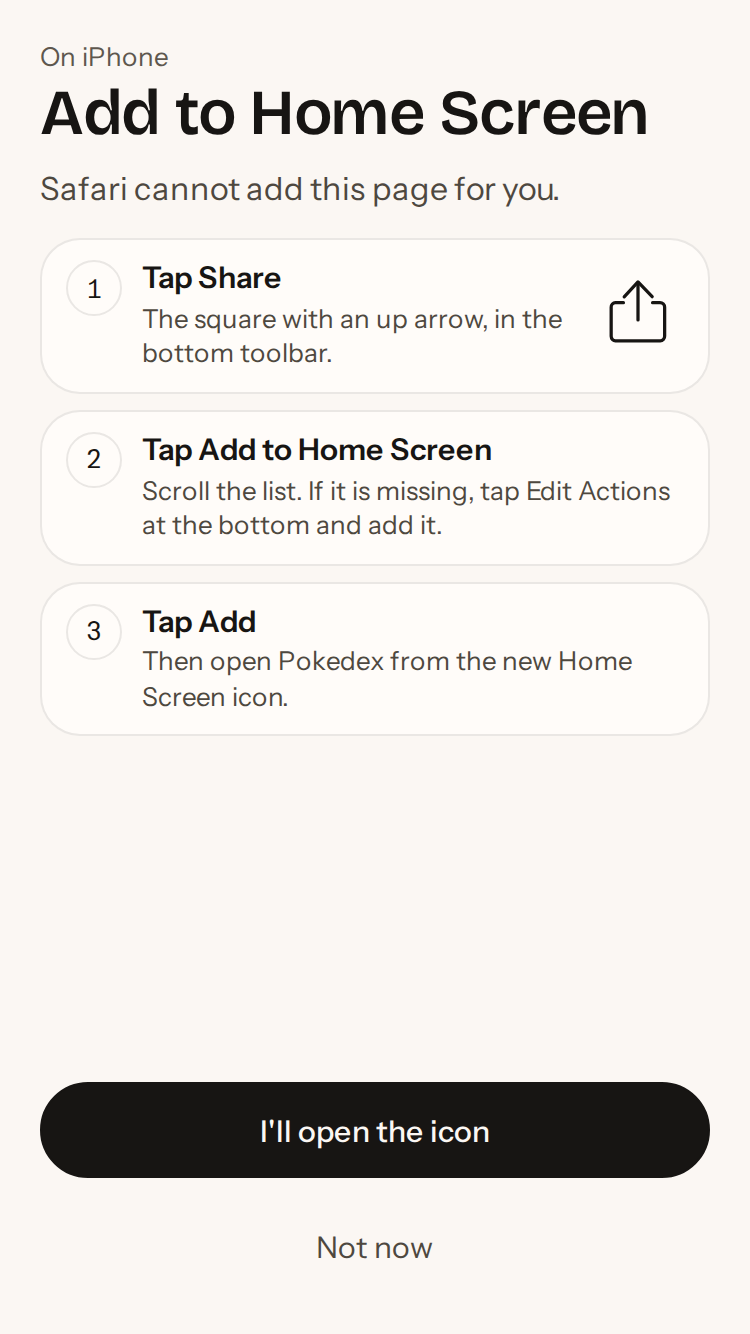 On iPhone
Add to Home Screen
Safari cannot add this page for you.
1
Tap Share
The square with an up arrow, in the
bottom toolbar.
2
Tap Add to Home Screen
Scroll the list. If it is missing, tap Edit Actions
at the bottom and add it.
3
Tap Add
Then open Pokedex from the new Home
Screen icon.
I'll open the icon
Not now